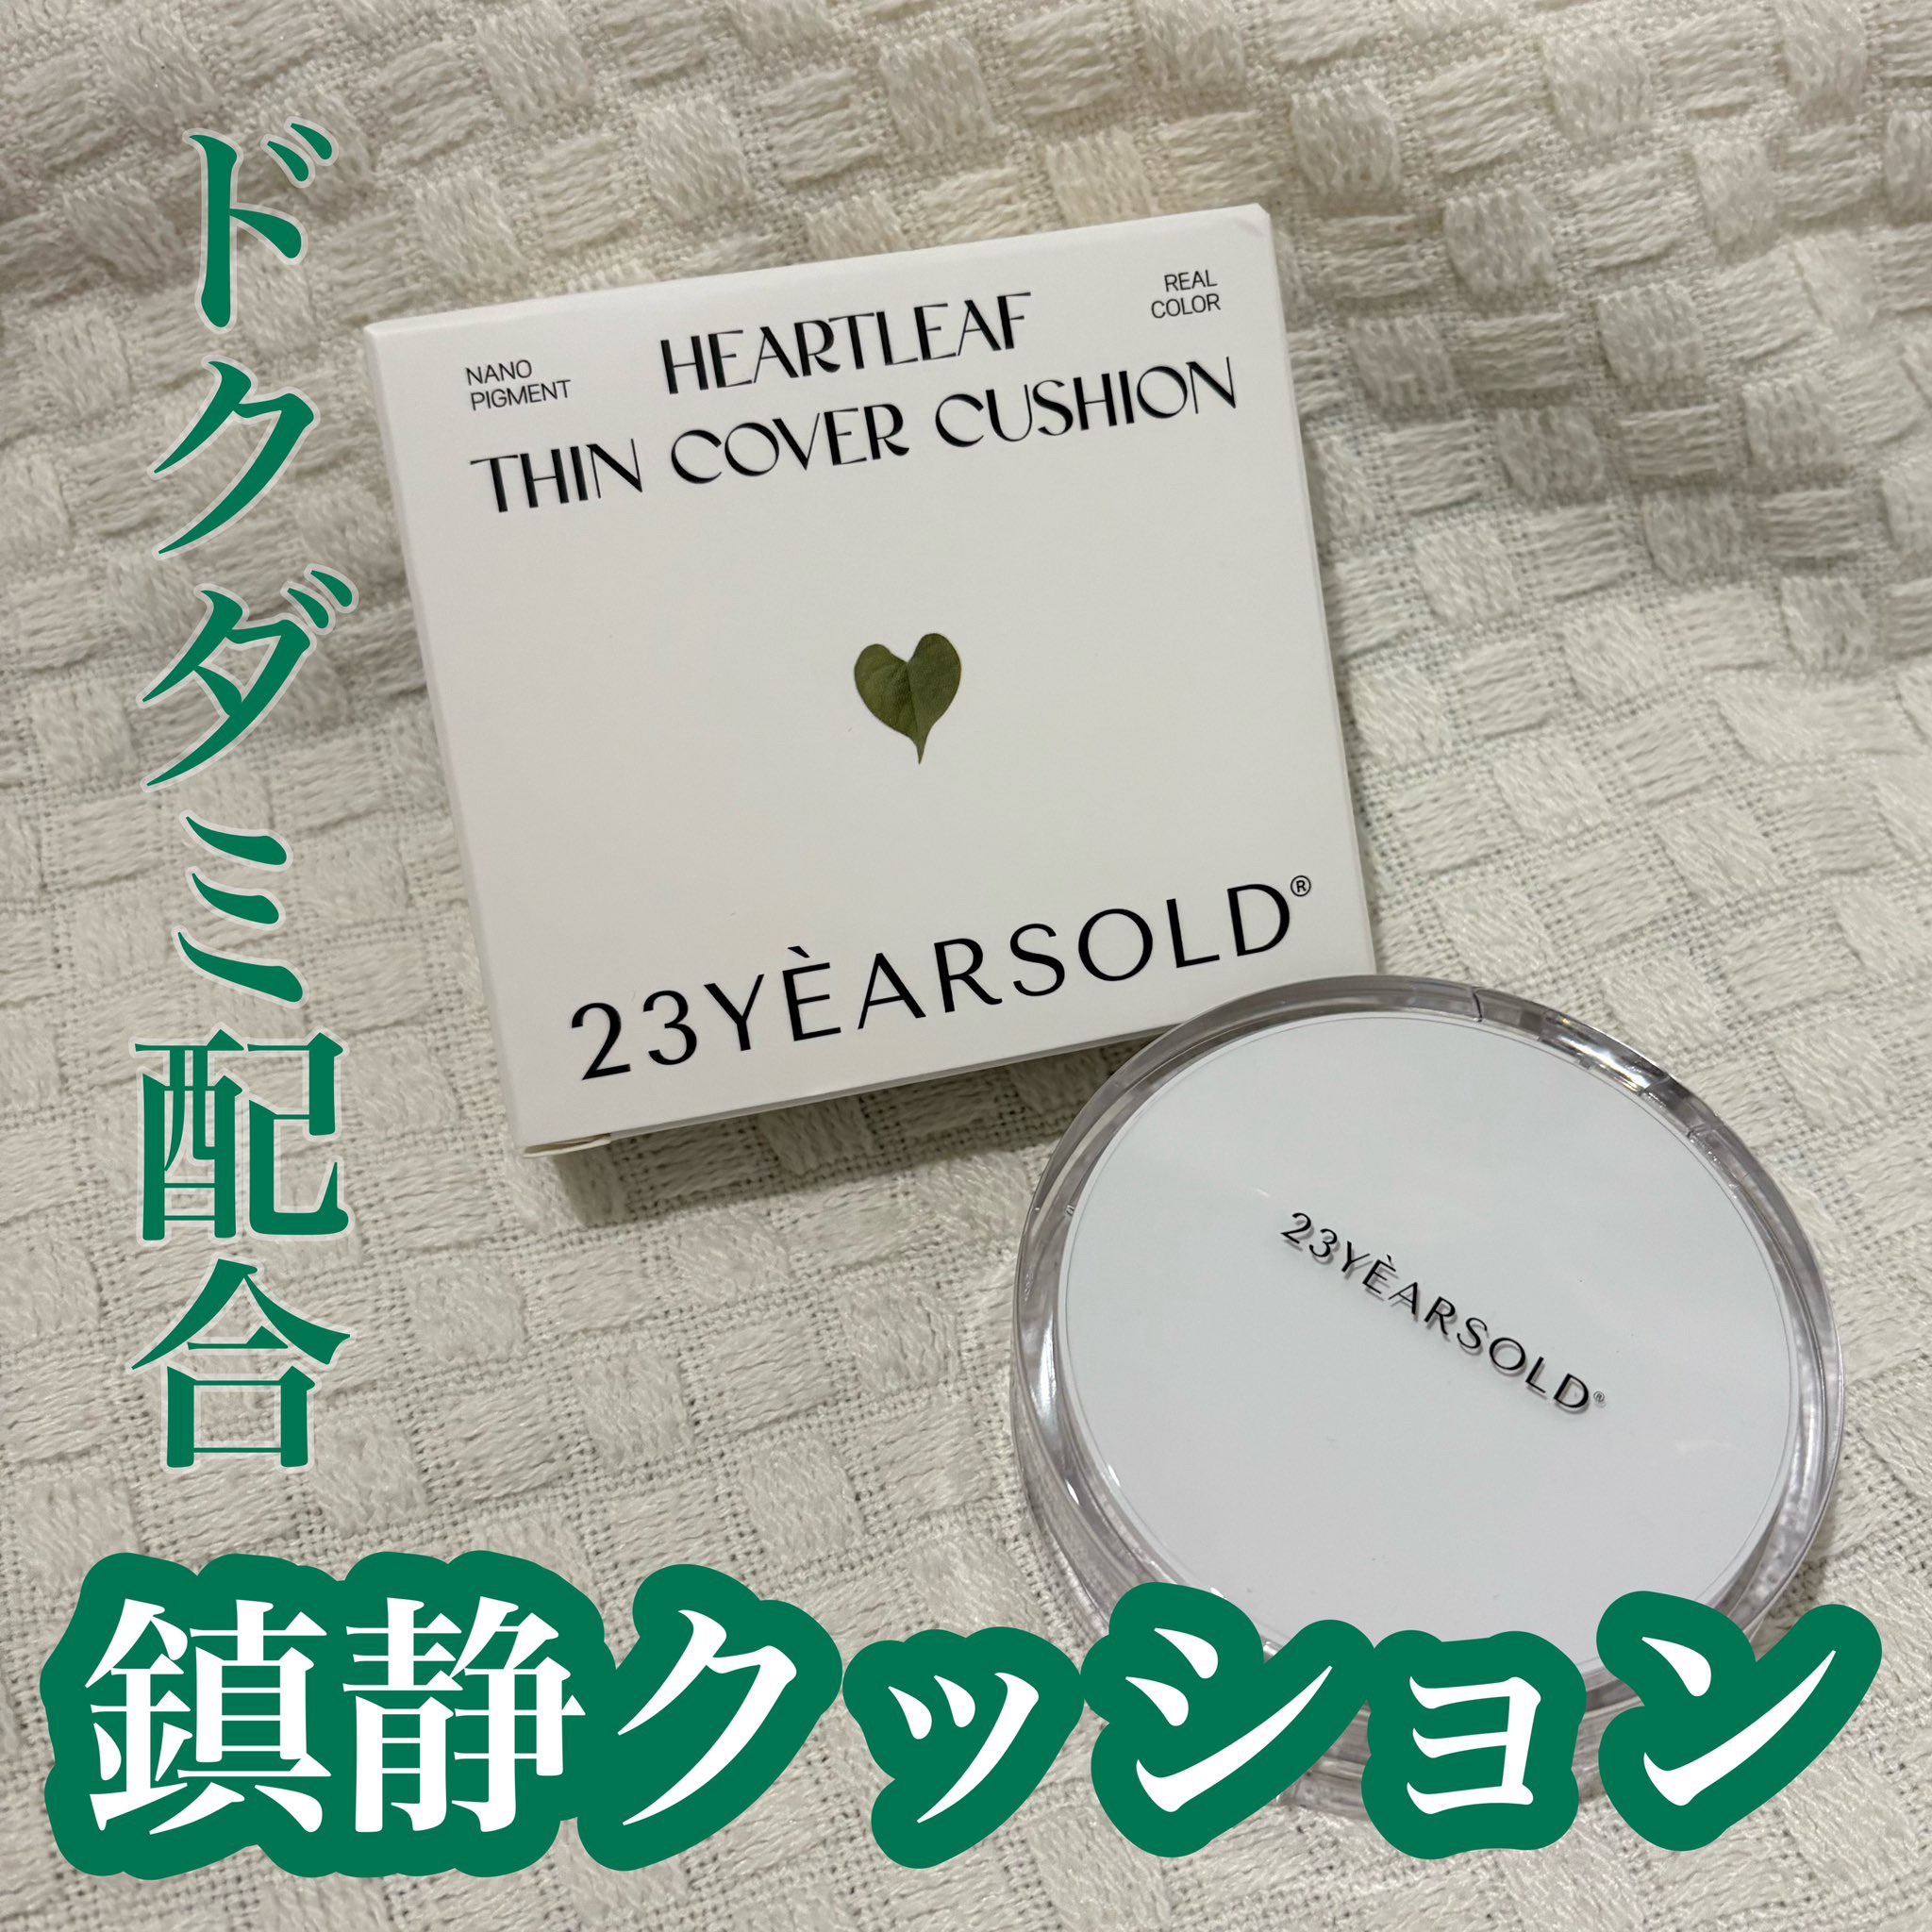 ドクダミ配合
NANO
PIGMENT
HEARTLEAF
THIN COVER CUSHION
REAL
COLOR
23YÈARSOLD®
23YÈARSOLD®
鎮静クッション